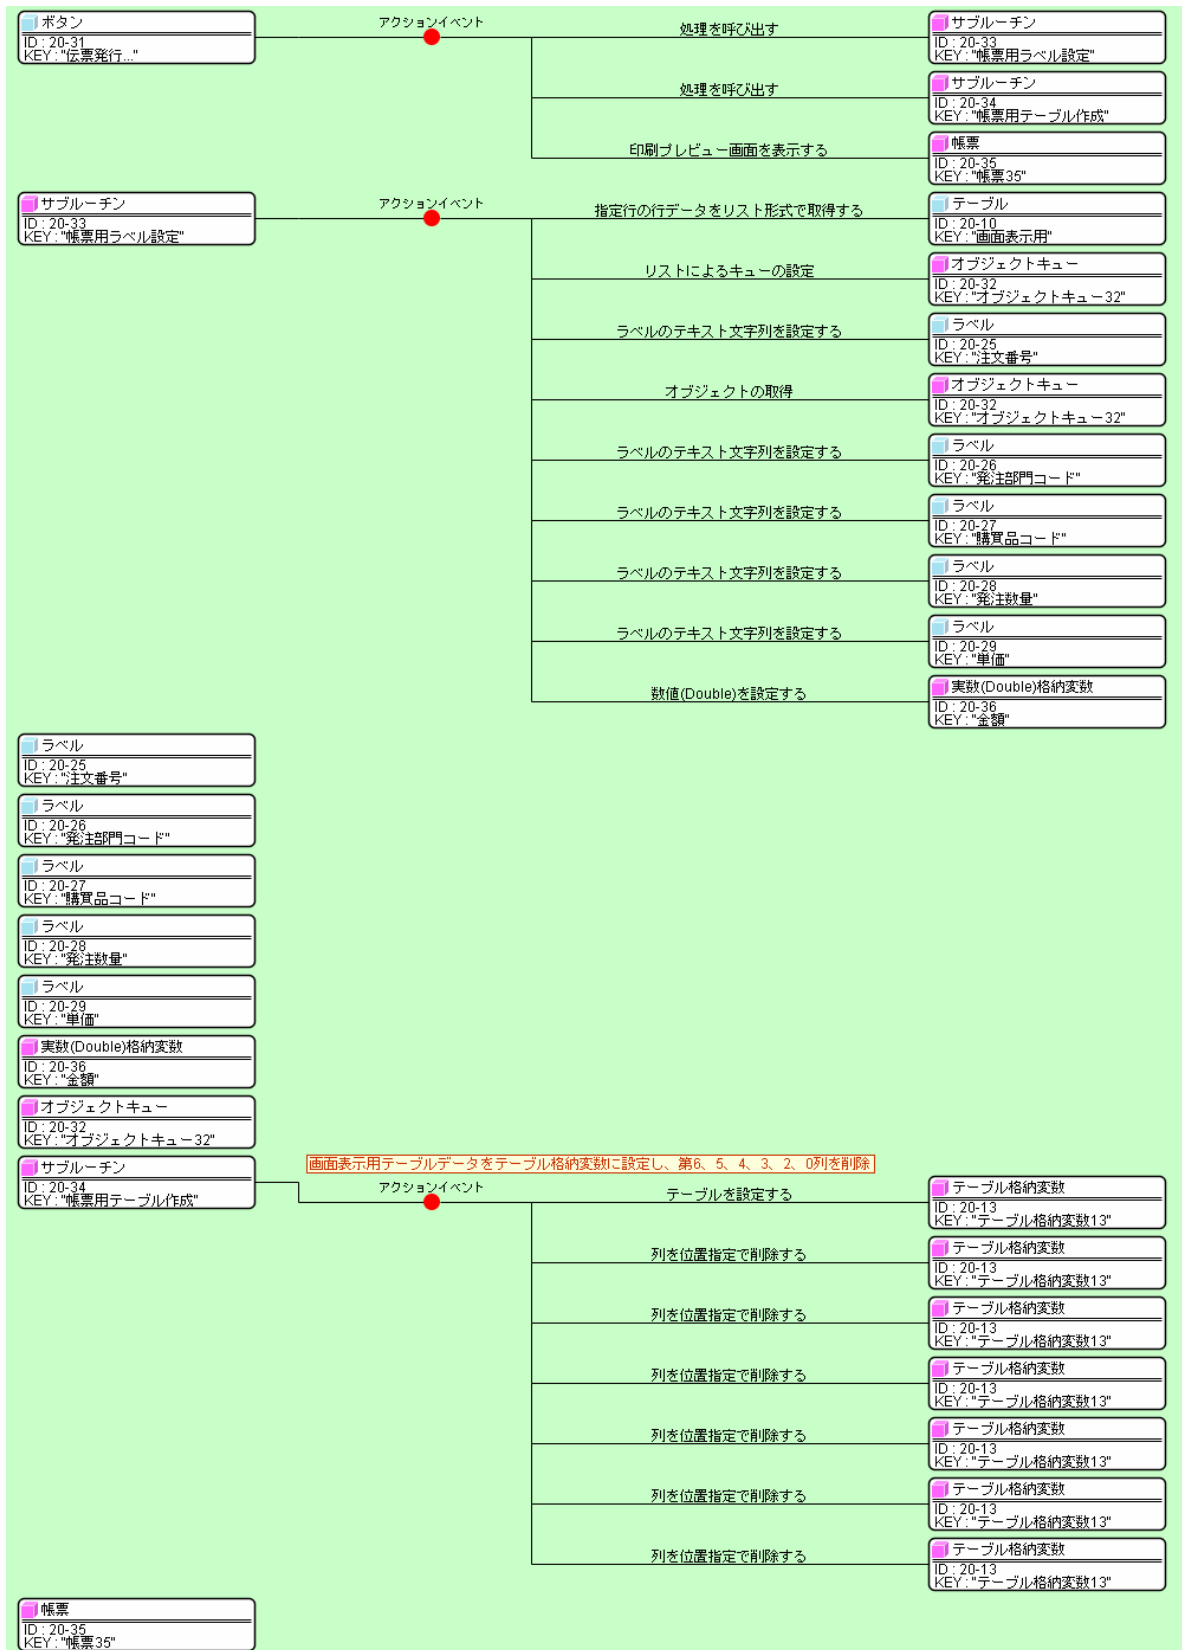 ボタン
ID : 20-31
KEY : "伝票発行..."
アクションイベント
処理を呼び出す
サブルーチン
ID : 20-33
KEY : "帳票用ラベル設定"
処理を呼び出す
サブルーチン
ID : 20-34
KEY : "帳票用テーブル作成"
印刷プレビュー画面を表示する
帳票
ID : 20-35
KEY : "帳票35"
サブルーチン
ID : 20-33
KEY : "帳票用ラベル設定"
アクションイベント
指定行の行データをリスト形式で取得する
テーブル
ID : 20-10
KEY : "画面表示用"
リストによるキューの設定
オブジェクトキュー
ID : 20-32
KEY : "オブジェクトキュー32"
ラベルのテキスト文字列を設定する
ラベル
ID : 20-25
KEY : "注文番号"
オブジェクトの取得
オブジェクトキュー
ID : 20-32
KEY : "オブジェクトキュー32"
ラベルのテキスト文字列を設定する
ラベル
ID : 20-26
KEY : "発注部門コード"
ラベルのテキスト文字列を設定する
ラベル
ID : 20-27
KEY : "購買品コード"
ラベルのテキスト文字列を設定する
ラベル
ID : 20-28
KEY : "発注数量"
ラベルのテキスト文字列を設定する
ラベル
ID : 20-29
KEY : "単価"
数値(Double)を設定する
実数(Double)格納変数
ID : 20-36
KEY : "金額"
ラベル
ID : 20-25
KEY : "注文番号"
ラベル
ID : 20-26
KEY : "発注部門コード"
ラベル
ID : 20-27
KEY : "購買品コード"
ラベル
ID : 20-28
KEY : "発注数量"
ラベル
ID : 20-29
KEY : "単価"
実数(Double)格納変数
ID : 20-36
KEY : "金額"
オブジェクトキュー
ID : 20-32
KEY : "オブジェクトキュー32"
サブルーチン
ID : 20-34
KEY : "帳票用テーブル作成"
画面表示用テーブルデータをテーブル格納変数に設定し、第6、5、4、3、2、0列を削除
アクションイベント
テーブルを設定する
テーブル格納変数
ID : 20-13
KEY : "テーブル格納変数13"
列を位置指定で削除する
テーブル格納変数
ID : 20-13
KEY : "テーブル格納変数13"
列を位置指定で削除する
テーブル格納変数
ID : 20-13
KEY : "テーブル格納変数13"
列を位置指定で削除する
テーブル格納変数
ID : 20-13
KEY : "テーブル格納変数13"
列を位置指定で削除する
テーブル格納変数
ID : 20-13
KEY : "テーブル格納変数13"
列を位置指定で削除する
テーブル格納変数
ID : 20-13
KEY : "テーブル格納変数13"
列を位置指定で削除する
テーブル格納変数
ID : 20-13
KEY : "テーブル格納変数13"
帳票
ID : 20-35
KEY : "帳票35"